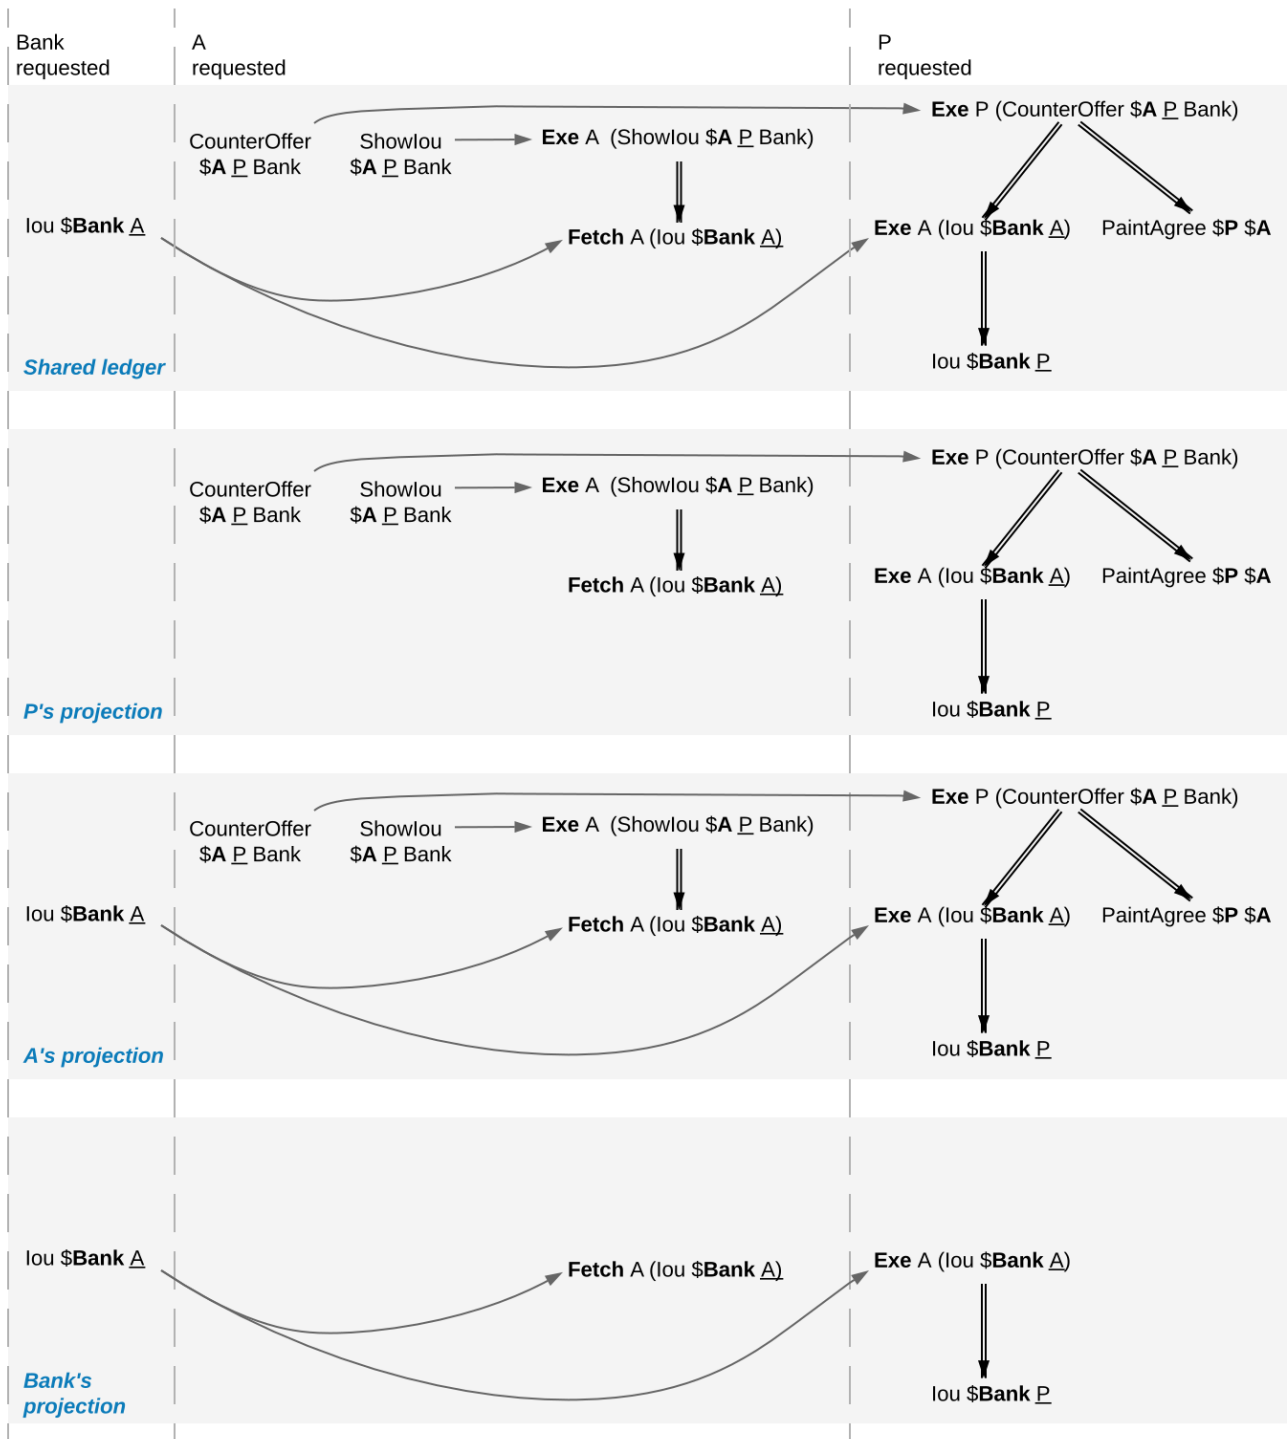 Bank
requested
A
requested
P
requested
Exe P (CounterOffer $A P Bank)
CounterOffer
$A P Bank
ShowIou
$A P Bank
Exe A (ShowIou $A P Bank)
Iou $Bank A
Fetch A (Iou $Bank A)
Exe A (Iou $Bank A)
PaintAgree $P $A
Iou $Bank P
Shared ledger
Exe P (CounterOffer $A P Bank)
CounterOffer
$A P Bank
ShowIou
$A P Bank
Exe A (ShowIou $A P Bank)
Fetch A (Iou $Bank A)
Exe A (Iou $Bank A)
PaintAgree $P $A
Iou $Bank P
P's projection
Exe P (CounterOffer $A P Bank)
CounterOffer
$A P Bank
ShowIou
$A P Bank
Exe A (ShowIou $A P Bank)
Iou $Bank A
Fetch A (Iou $Bank A)
Exe A (Iou $Bank A)
PaintAgree $P $A
Iou $Bank P
A's projection
Iou $Bank A
Fetch A (Iou $Bank A)
Exe A (Iou $Bank A)
Iou $Bank P
Bank's
projection